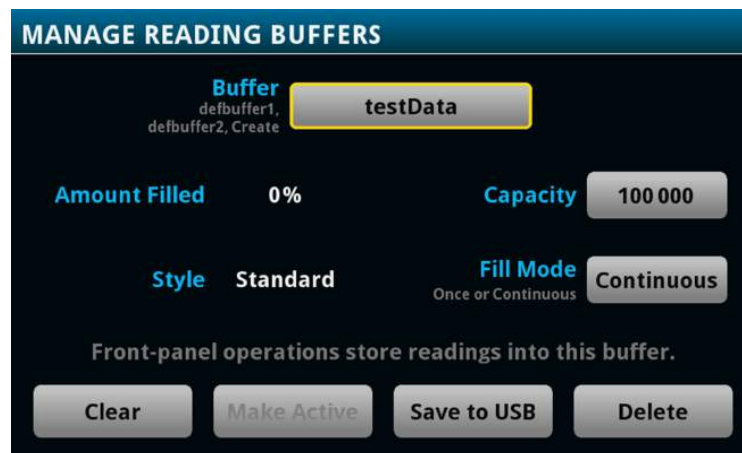 MANAGE READING BUFFERS
Buffer
defbuffer1,
defbuffer2, Create
testData
Amount Filled 0%
Capacity 100 000
Style Standard
Fill Mode
Once or Continuous
Continuous
Front-panel operations store readings into this buffer.
Clear Make Active Save to USB Delete